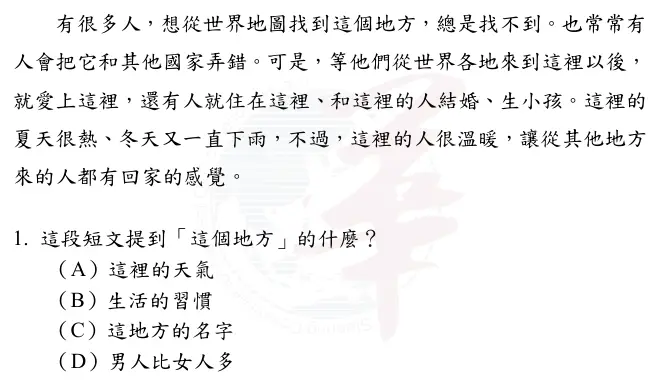 有很多人，想從世界地圖找到這個地方，總是找不到。也常常有
人會把它和其他國家弄錯。可是，等他們從世界各地來到這裡以後，
就愛上這裡，還有人就住在這裡、和這裡的人結婚、生小孩。這裡的
夏天很熱、冬天又一直下雨，不過，這裡的人很溫暖，讓從其他地方
來的人都有回家的感覺。
1. 這段短文提到「這個地方」的什麼？
（A）這裡的天氣
（B）生活的習慣
（C）這地方的名字
（D）男人比女人多